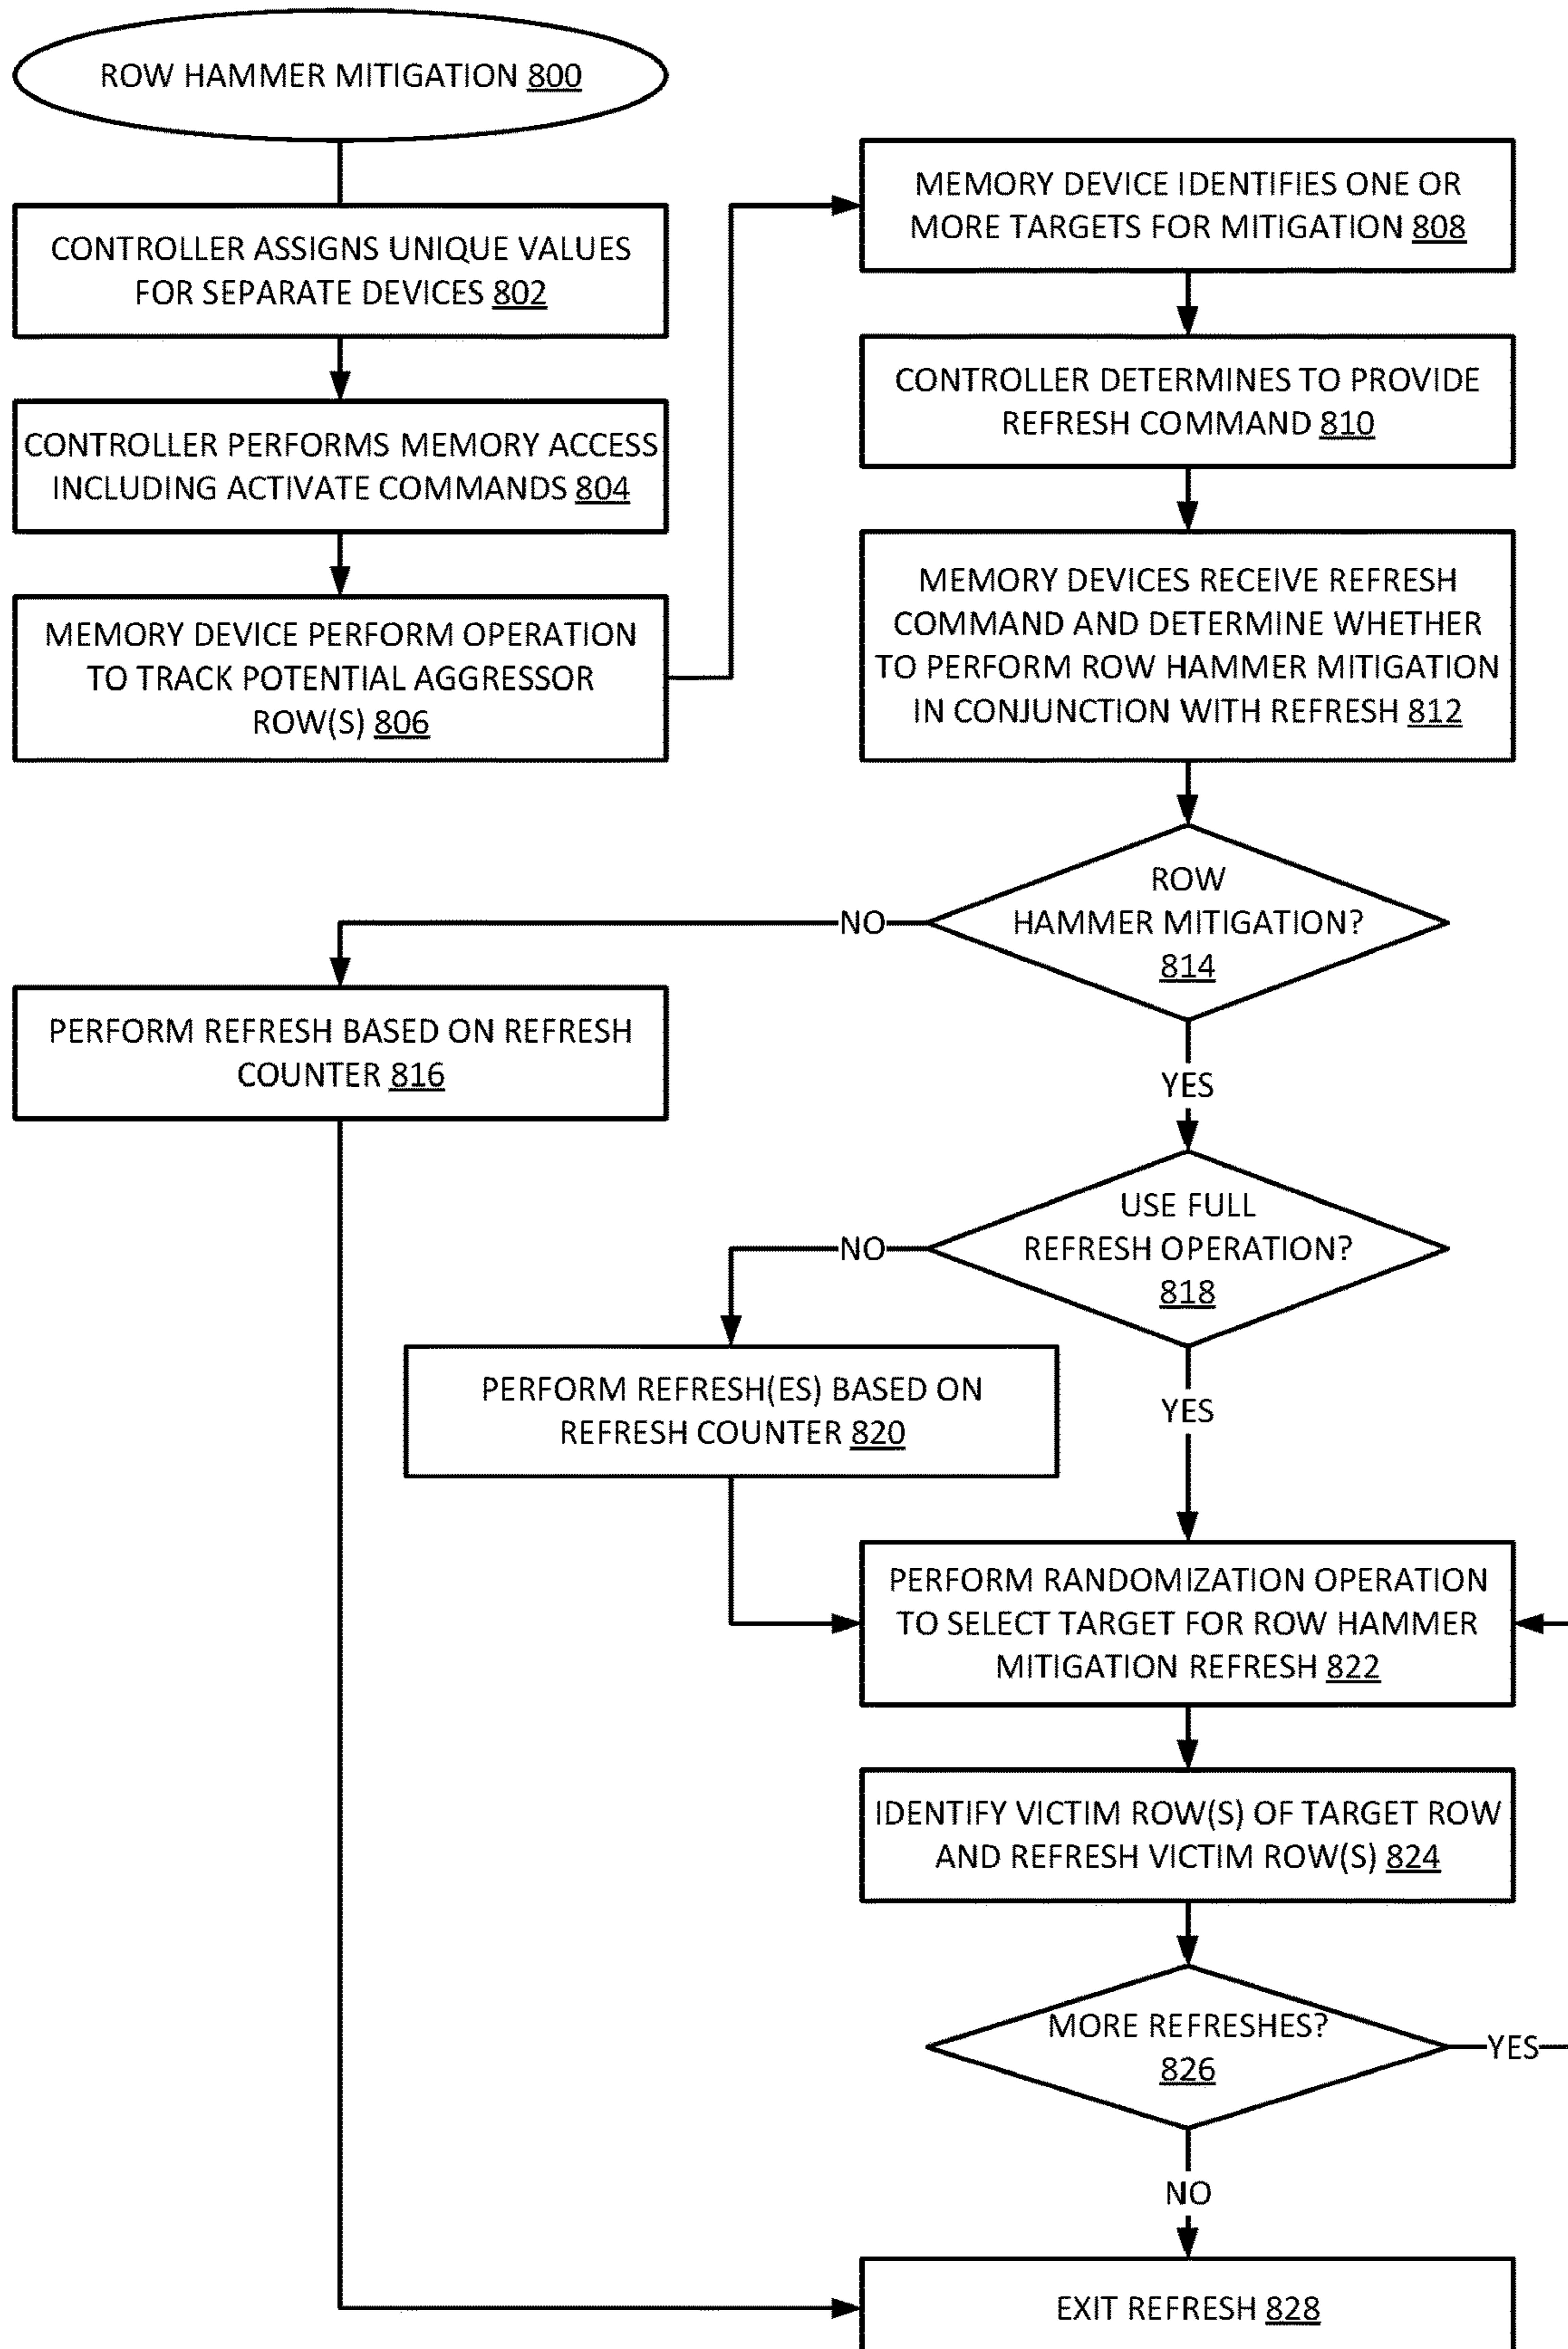 ROW HAMMER MITIGATION 800
CONTROLLER ASSIGNS UNIQUE VALUES
FOR SEPARATE DEVICES 802
CONTROLLER PERFORMS MEMORY ACCESS
INCLUDING ACTIVATE COMMANDS 804
MEMORY DEVICE PERFORM OPERATION
TO TRACK POTENTIAL AGGRESSOR
ROW(S) 806
MEMORY DEVICE IDENTIFIES ONE OR
MORE TARGETS FOR MITIGATION 808
CONTROLLER DETERMINES TO PROVIDE
REFRESH COMMAND 810
MEMORY DEVICES RECEIVE REFRESH
COMMAND AND DETERMINE WHETHER
TO PERFORM ROW HAMMER MITIGATION
IN CONJUNCTION WITH REFRESH 812
ROW
HAMMER MITIGATION?
814
NO
PERFORM REFRESH BASED ON REFRESH
COUNTER 816
YES
USE FULL
REFRESH OPERATION?
818
NO
PERFORM REFRESH(ES) BASED ON
REFRESH COUNTER 820
YES
PERFORM RANDOMIZATION OPERATION
TO SELECT TARGET FOR ROW HAMMER
MITIGATION REFRESH 822
IDENTIFY VICTIM ROW(S) OF TARGET ROW
AND REFRESH VICTIM ROW(S) 824
MORE REFRESHES?
826
YES
NO
EXIT REFRESH 828